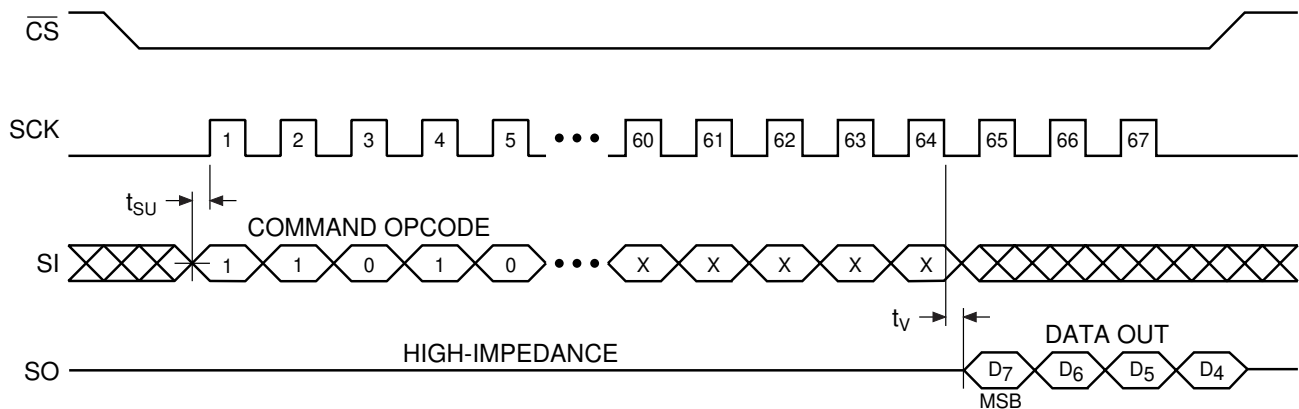 CS
SCK 1 2 3 4 5 ••• 60 61 62 63 64 65 66 67
tSU
COMMAND OPCODE
SI 1 1 0 1 0 ••• X X X X X
tV
DATA OUT
HIGH-IMPEDANCE
SO D7 D6 D5 D4
MSB